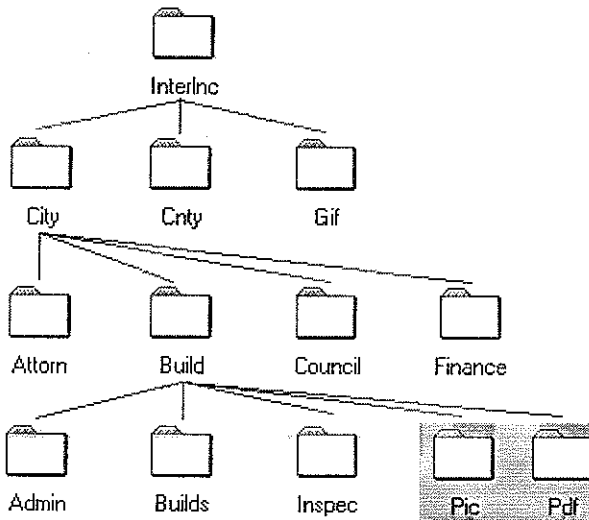 InterInc
City Cnty Gif
Attorn Build Council Finance
Admin Builds Inspec Pic Pdf